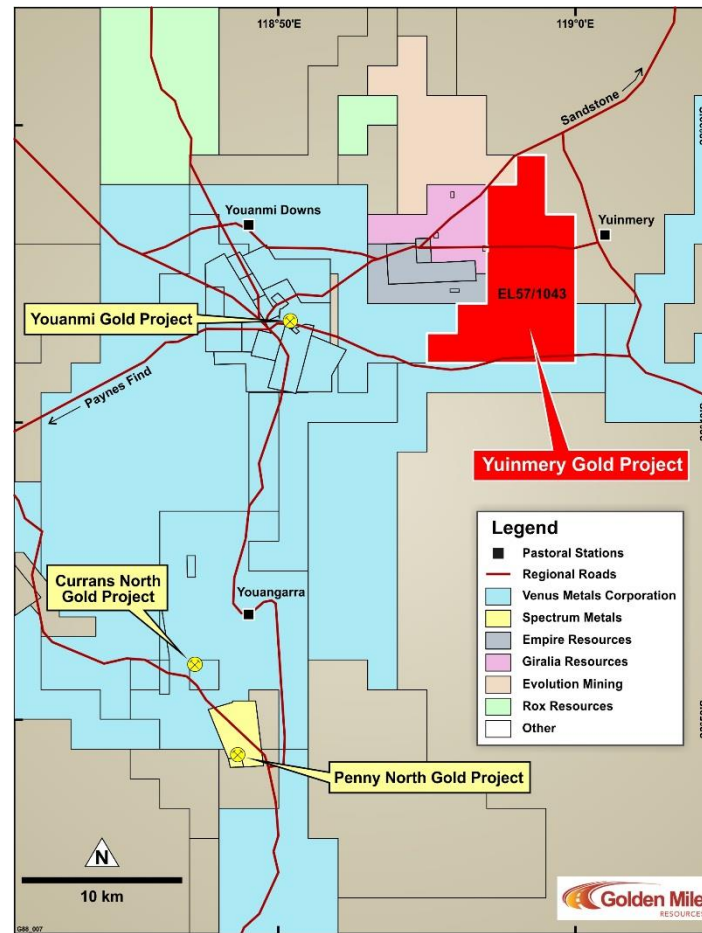 118°50'E
119°0'E
Sandstone
Youanmi Downs
Yuinmery
EL57/1043
Youanmi Gold Project
Paynes Find
Yuinmery Gold Project
Legend
Pastoral Stations
Regional Roads
Venus Metals Corporation
Spectrum Metals
Empire Resources
Giralia Resources
Evolution Mining
Rox Resources
Other
Currans North
Gold Project
Youangarra
Penny North Gold Project
N
10 km
Golden Mile
RESOURCES
G88_007